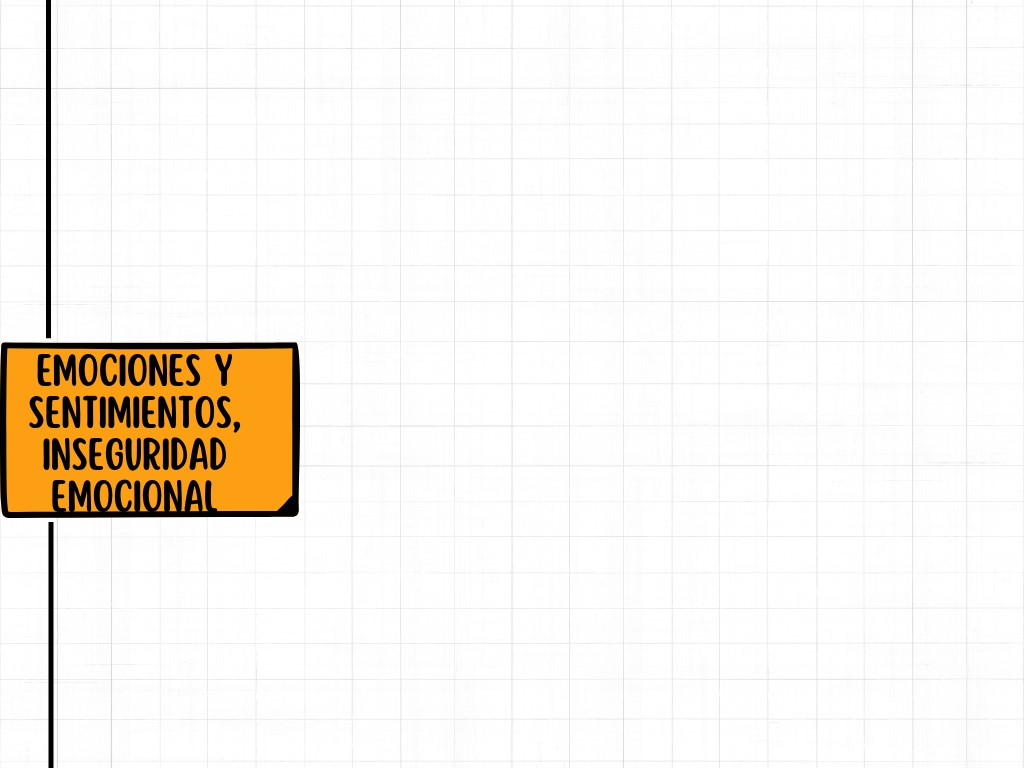 EMOCIONES Y
SENTIMIENTOS,
INSEGURIDAD
EMOCIONAL